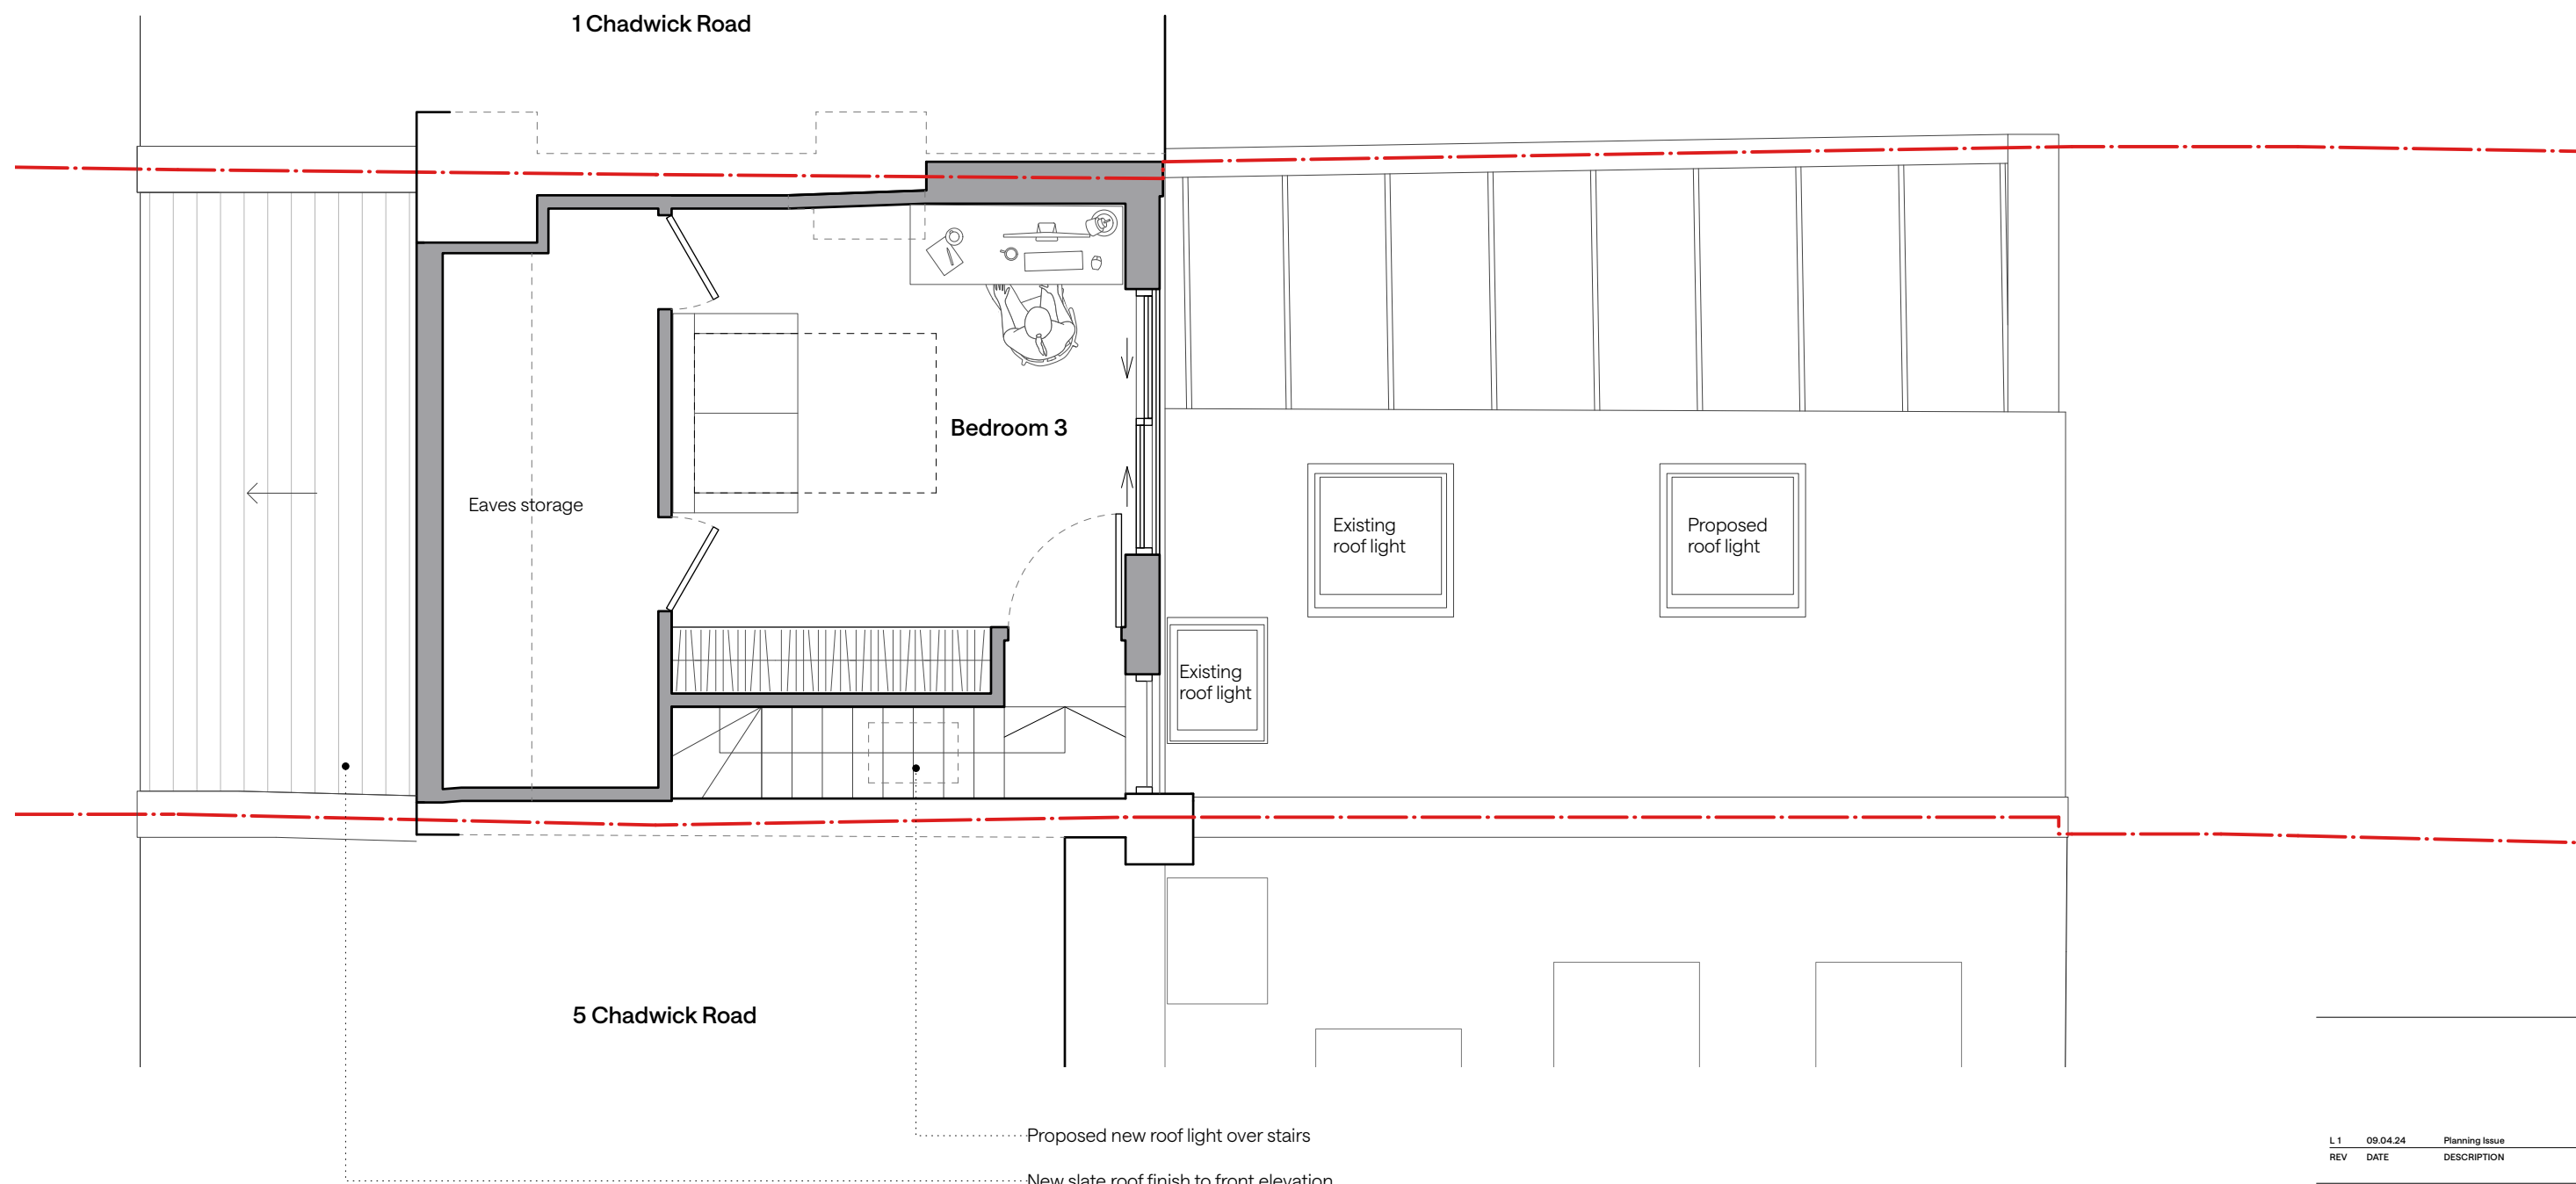 1 Chadwick Road
Bedroom 3
Eaves storage
Existing
roof light
Proposed
roof light
Existing
roof light
5 Chadwick Road
Proposed new roof light over stairs
New slate roof finish to front elevation
L 1 09.04.24 Planning Issue
REV DATE DESCRIPTION